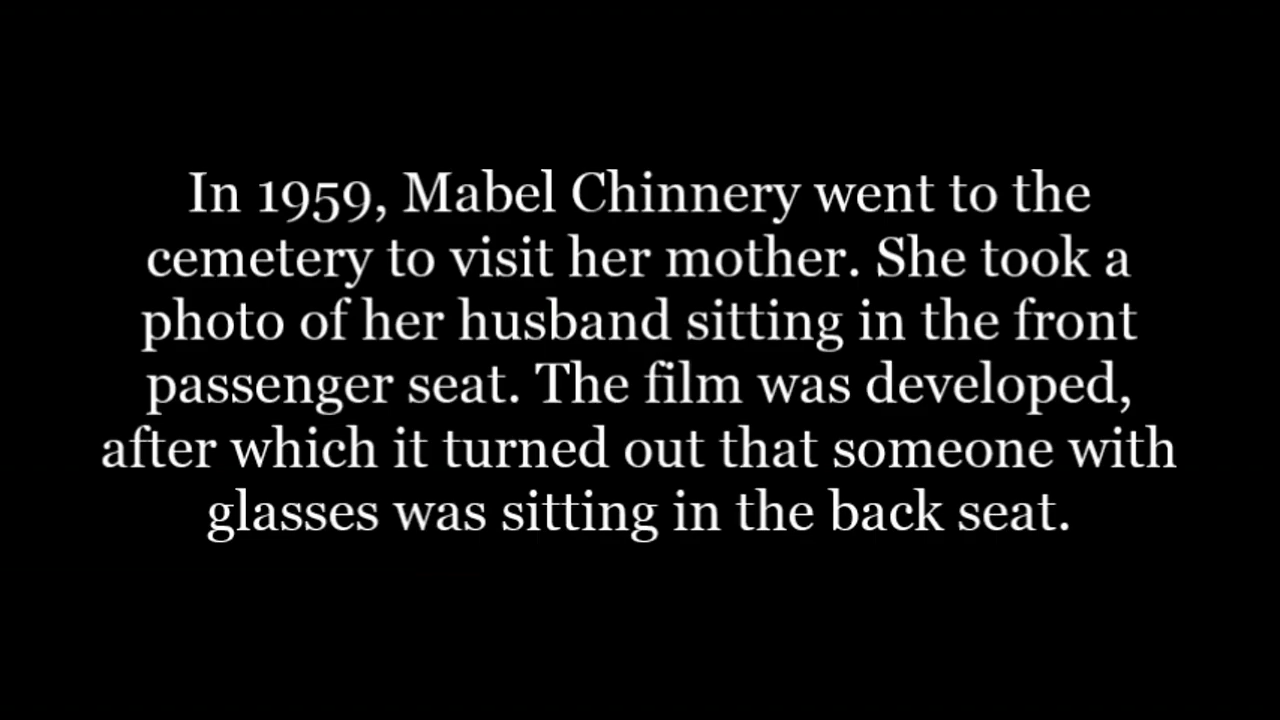 In 1959, Mabel Chinnery went to the
cemetery to visit her mother. She took a
photo of her husband sitting in the front
passenger seat. The film was developed,
after which it turned out that someone with
glasses was sitting in the back seat.